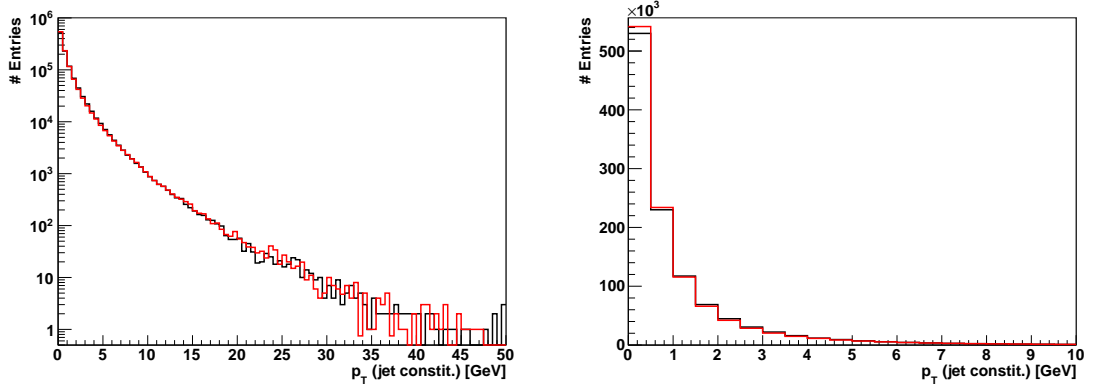 # Entries
10^6
10^5
10^4
10^3
10^2
10
1
0 5 10 15 20 25 30 35 40 45 50
p_T (jet constit.) [GeV]
×10^3
# Entries
500
400
300
200
100
0
0 1 2 3 4 5 6 7 8 9 10
p_T (jet constit.) [GeV]